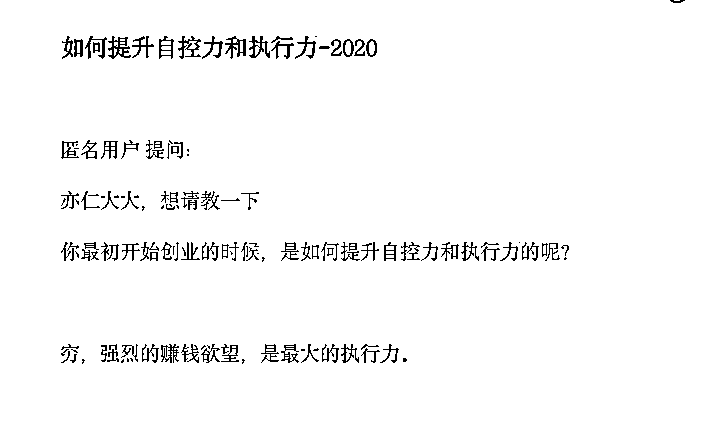 如何提升自控力和执行力-2020
匿名用户 提问：
亦仁大大，想请教一下
你最初开始创业的时候，是如何提升自控力和执行力的呢？
穷，强烈的赚钱欲望，是最大的执行力。